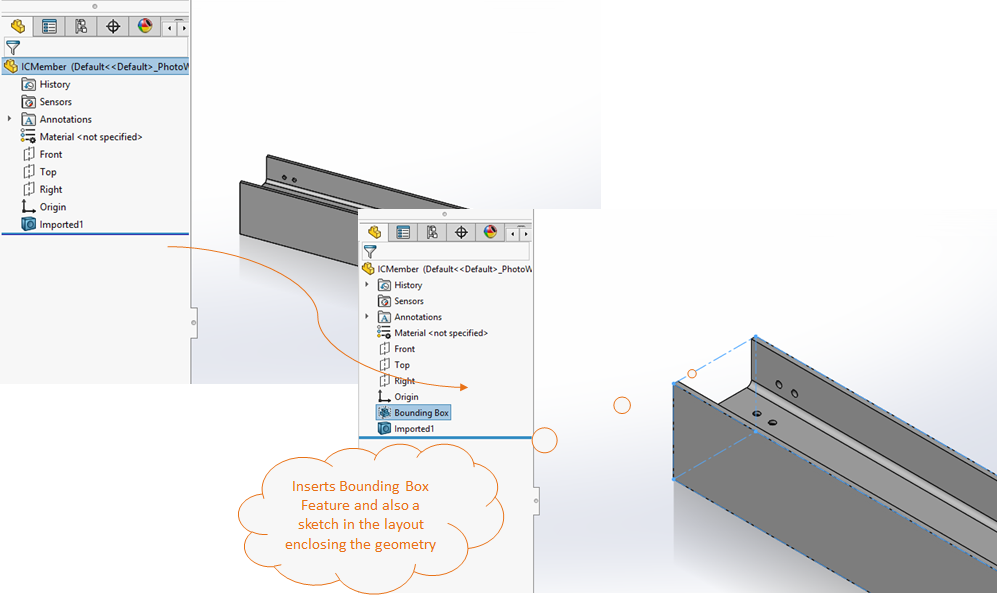 ICMember (Default<<Default>_PhotoW
History
Sensors
Annotations
Material <not specified>
Front
Top
Right
Origin
Imported1
ICMember (Default<<Default>_PhotoW
History
Sensors
Annotations
Material <not specified>
Front
Top
Right
Origin
Bounding Box
Imported1
Inserts Bounding Box
Feature and also a
sketch in the layout
enclosing the geometry